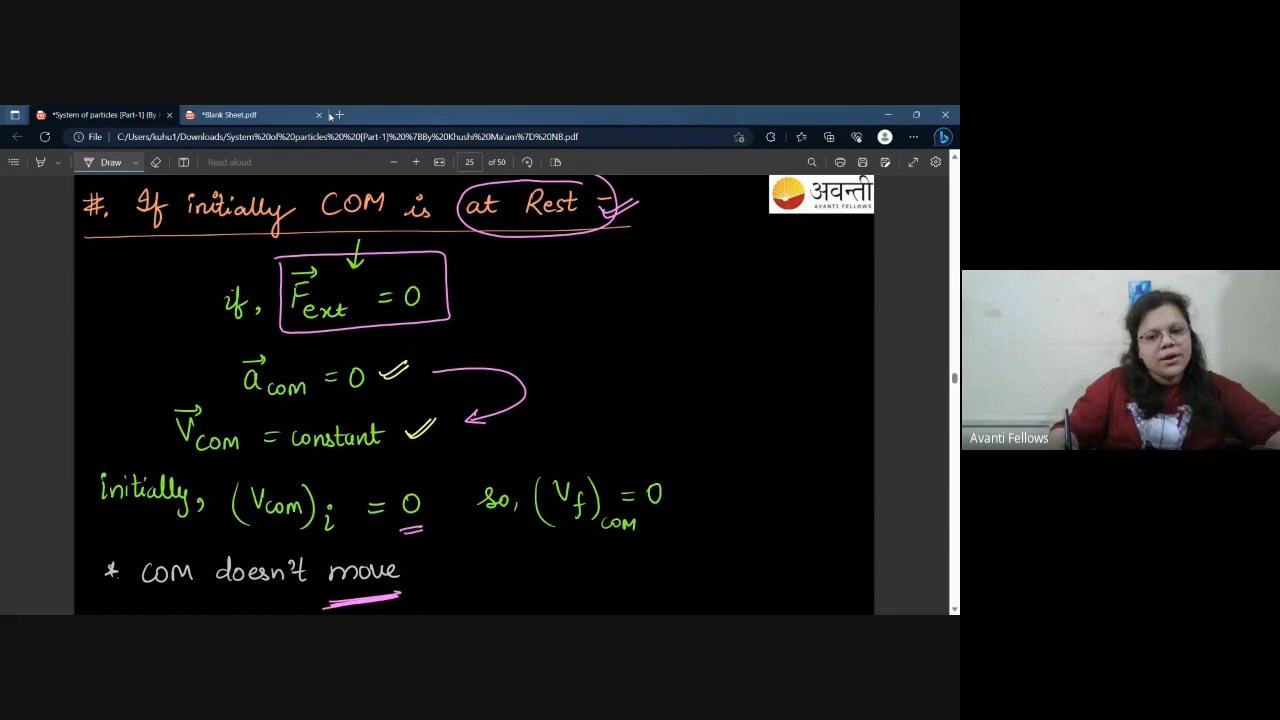 *System of particles [Part-1] (By
*Blank Sheet.pdf
File
C:/Users/kuhu1/Downloads/System%20of%20particles%20%20[Part-1]%20%7BBy%20Khushi%20Ma'am%7D%20NB.pdf
Draw
Read aloud
25 of 50
#. If initially COM is at Rest -
अवन्ती
AVANTI FELLOWS
if, F⃗ext = 0
a⃗COM = 0
V⃗COM = constant
Initially, (Vcom)i = 0 so, (Vf)COM = 0
* COM doesn't move
Avanti Fellows